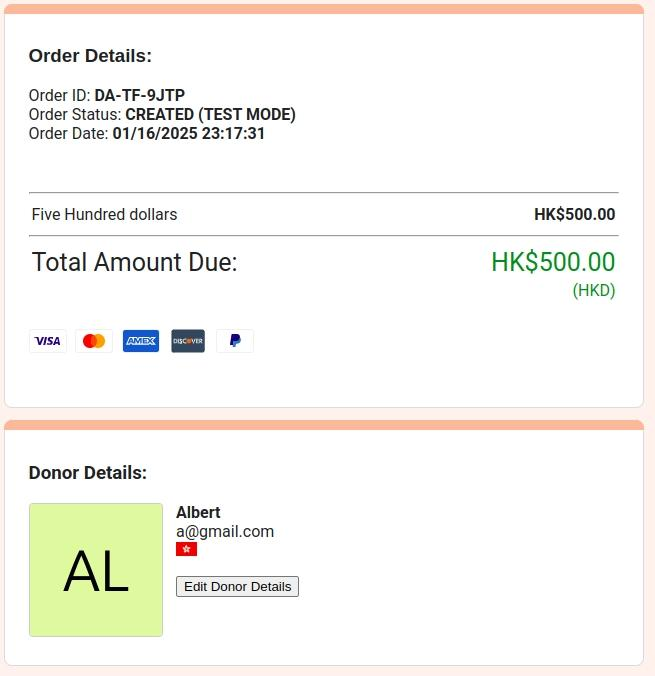 Order Details:
Order ID: DA-TF-9JTP
Order Status: CREATED (TEST MODE)
Order Date: 01/16/2025 23:17:31
Five Hundred dollars HK$500.00
Total Amount Due: HK$500.00
(HKD)
VISA AMEX DISCOVER P
Donor Details:
AL
Albert
a@gmail.com
Edit Donor Details